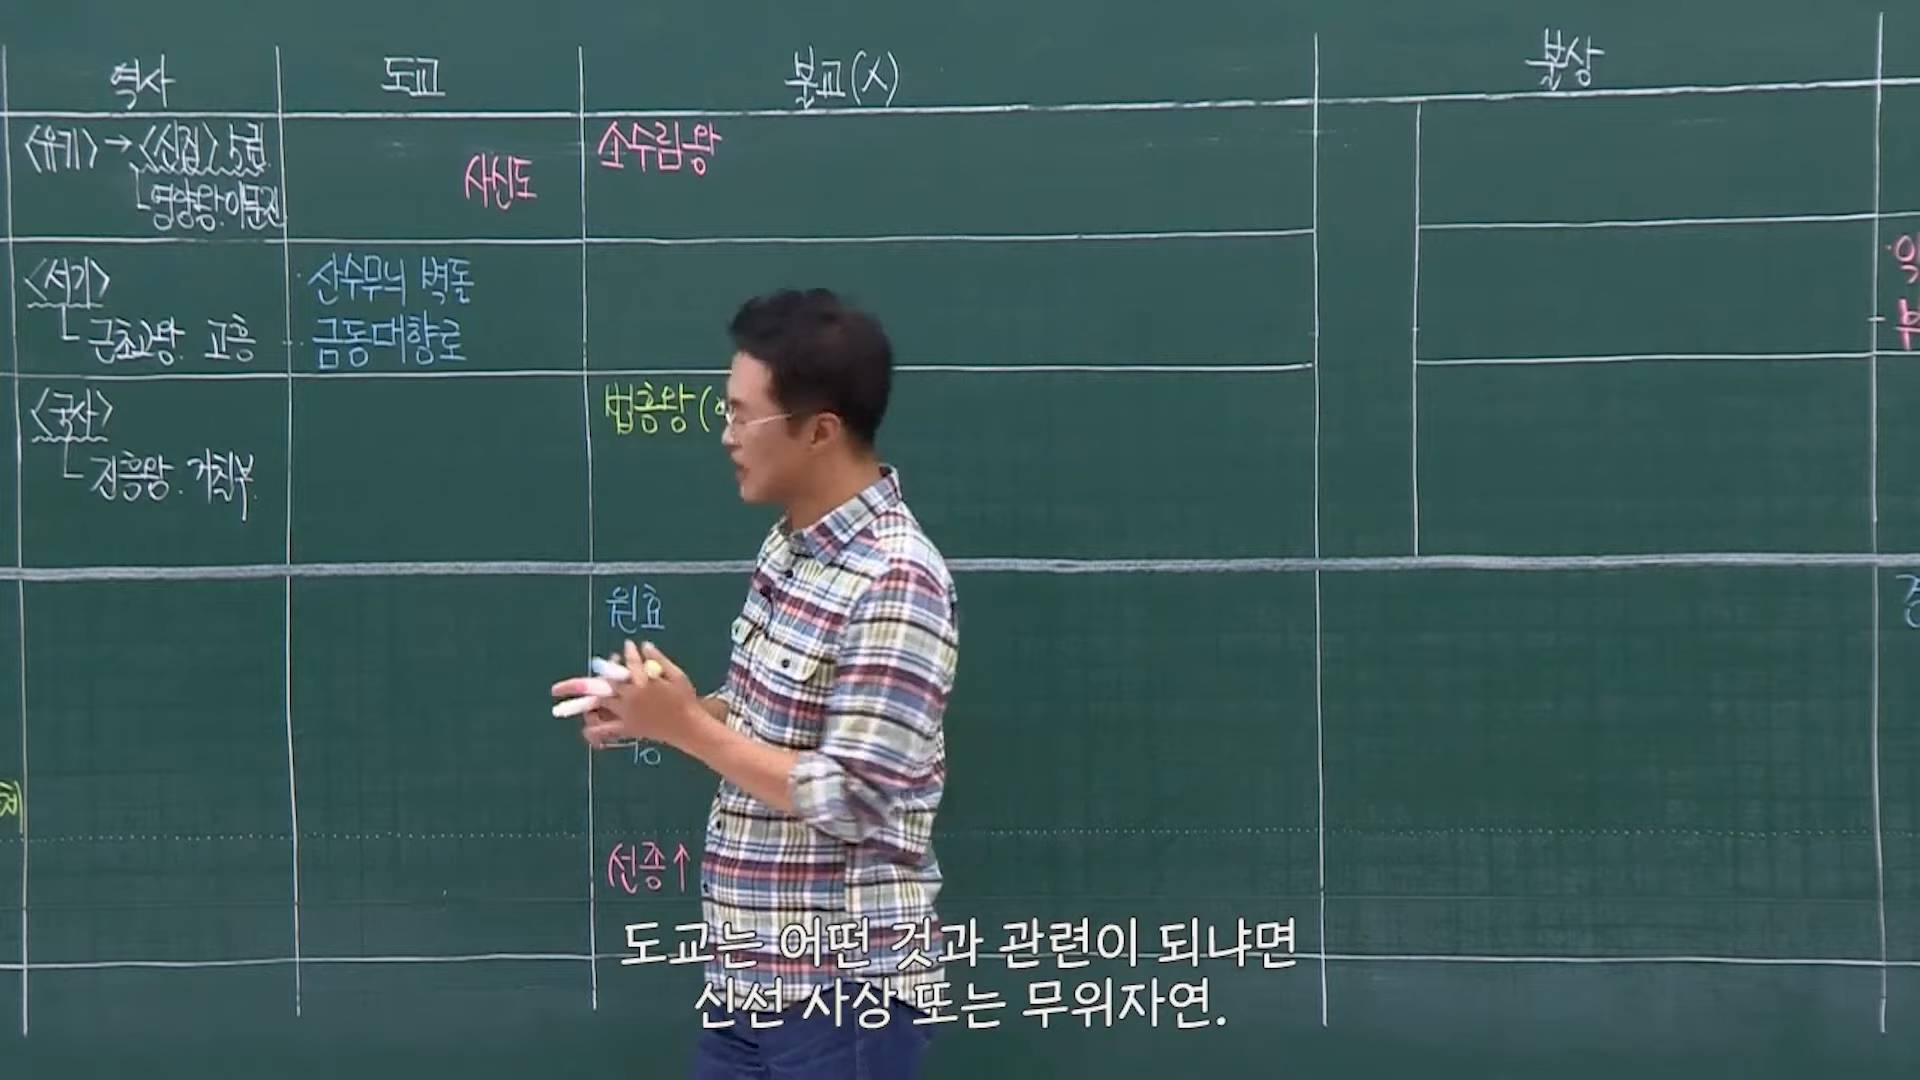 역사
도교
불교(X)
불상
<유기>→<신집>5권
└영양왕.이문진
사신도
소수림왕
<서기>
└근초고왕. 고흥
·산수무늬 벽돌
·금동대향로
<국사>
└진흥왕. 거칠부.
법흥왕(
원효
선종↑
도교는 어떤 것과 관련이 되냐면
신선 사상 또는 무위자연.